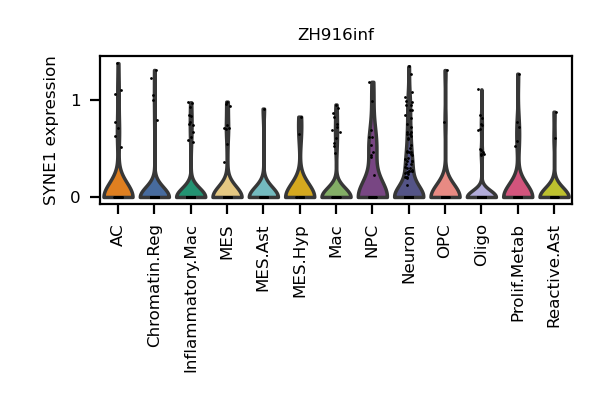 ZH916inf
SYNE1 expression
1
0
AC
Chromatin.Reg
Inflammatory.Mac
MES
MES.Ast
MES.Hyp
Mac
NPC
Neuron
OPC
Oligo
Prolif.Metab
Reactive.Ast